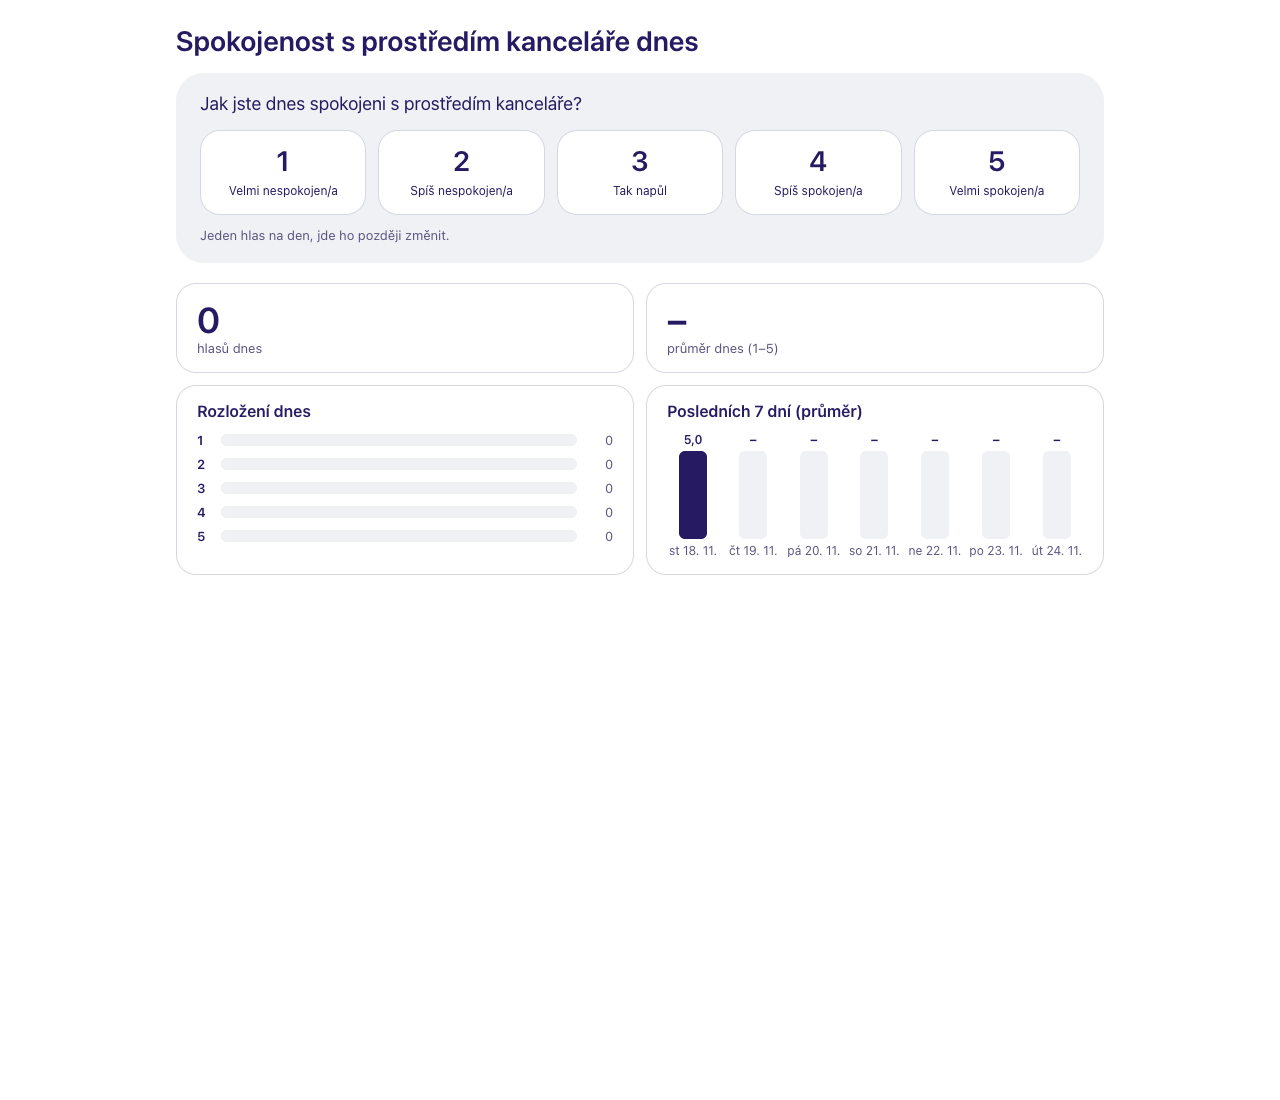 Spokojenost s prostředím kanceláře dnes
Jak jste dnes spokojeni s prostředím kanceláře?
1
Velmi nespokojen/a
2
Spíš nespokojen/a
3
Tak napůl
4
Spíš spokojen/a
5
Velmi spokojen/a
Jeden hlas na den, jde ho později změnit.
0
hlasů dnes
–
průměr dnes (1–5)
Rozložení dnes
1 0
2 0
3 0
4 0
5 0
Posledních 7 dní (průměr)
5,0 – – – – – –
st 18. 11. čt 19. 11. pá 20. 11. so 21. 11. ne 22. 11. po 23. 11. út 24. 11.